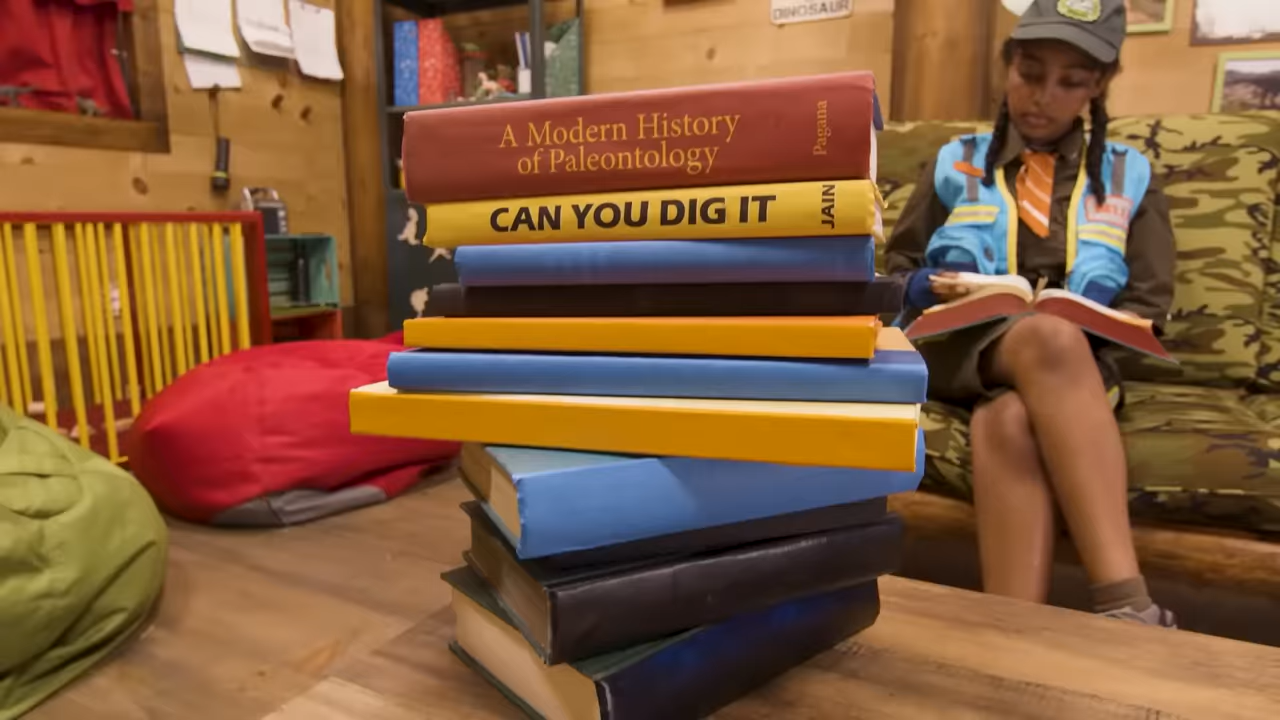 DINOSAUR
A Modern History
of Paleontology
Pagana
CAN YOU DIG IT
JAIN